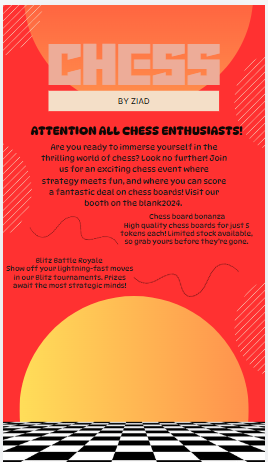 CHESS
BY ZIAD
ATTENTION ALL CHESS ENTHUSIASTS!
Are you ready to immerse yourself in the
thrilling world of chess? Look no further! Join
us for an exciting chess event where
strategy meets fun, and where you can score
a fantastic deal on chess boards! Visit our
booth on the blank2024.
Chess board bonanza
High quality chess boards for just 5
tokens each! Limited stock available,
so grab yours before they're gone.
Blitz Battle Royale
Show off your lightning-fast moves
in our Blitz tournaments. Prizes
await the most strategic minds!